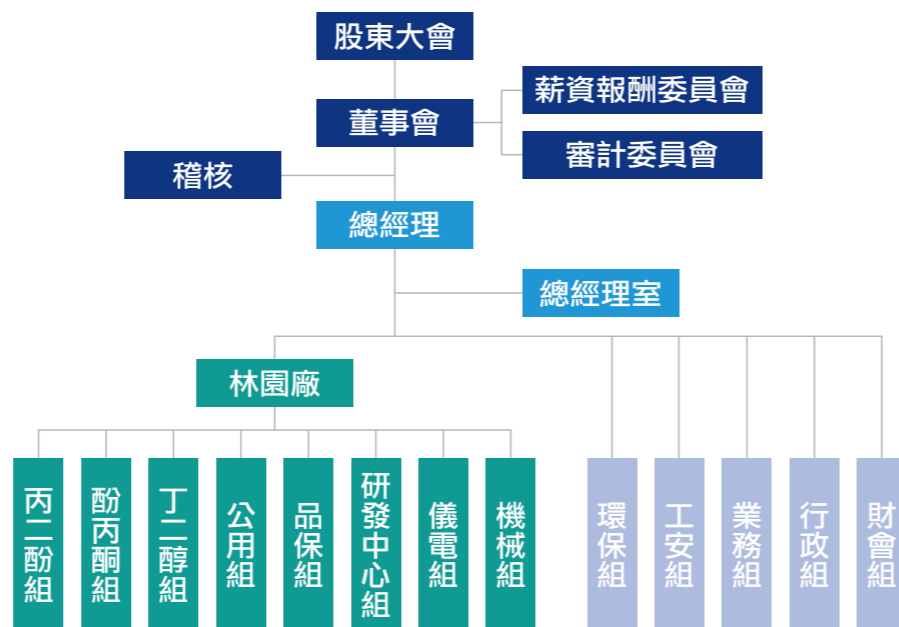 股東大會
董事會
薪資報酬委員會
審計委員會
稽核
總經理
總經理室
林園廠
丙二酚組
酚丙酮組
丁二醇組
公用組
品保組
研發中心組
儀電組
機械組
環保組
工安組
業務組
行政組
財會組